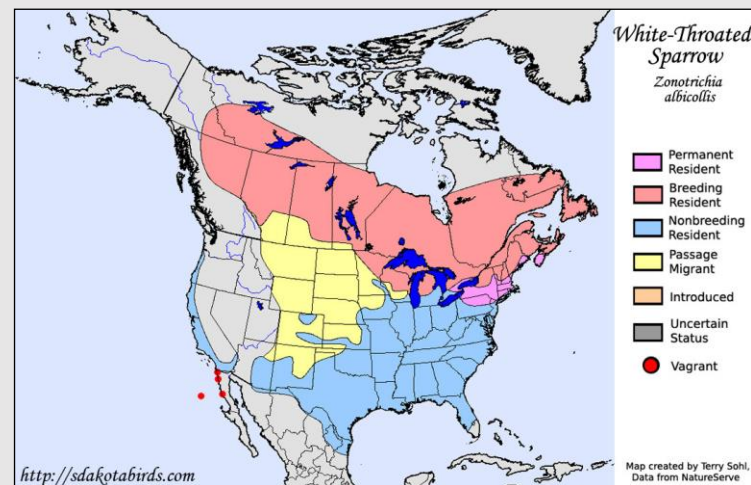 White-Throated
Sparrow
Zonotrichia
albicollis
Permanent
Resident
Breeding
Resident
Nonbreeding
Resident
Passage
Migrant
Introduced
Uncertain
Status
Vagrant
http://sdakotabirds.com
Map created by Terry Sohl,
Data from NatureServe